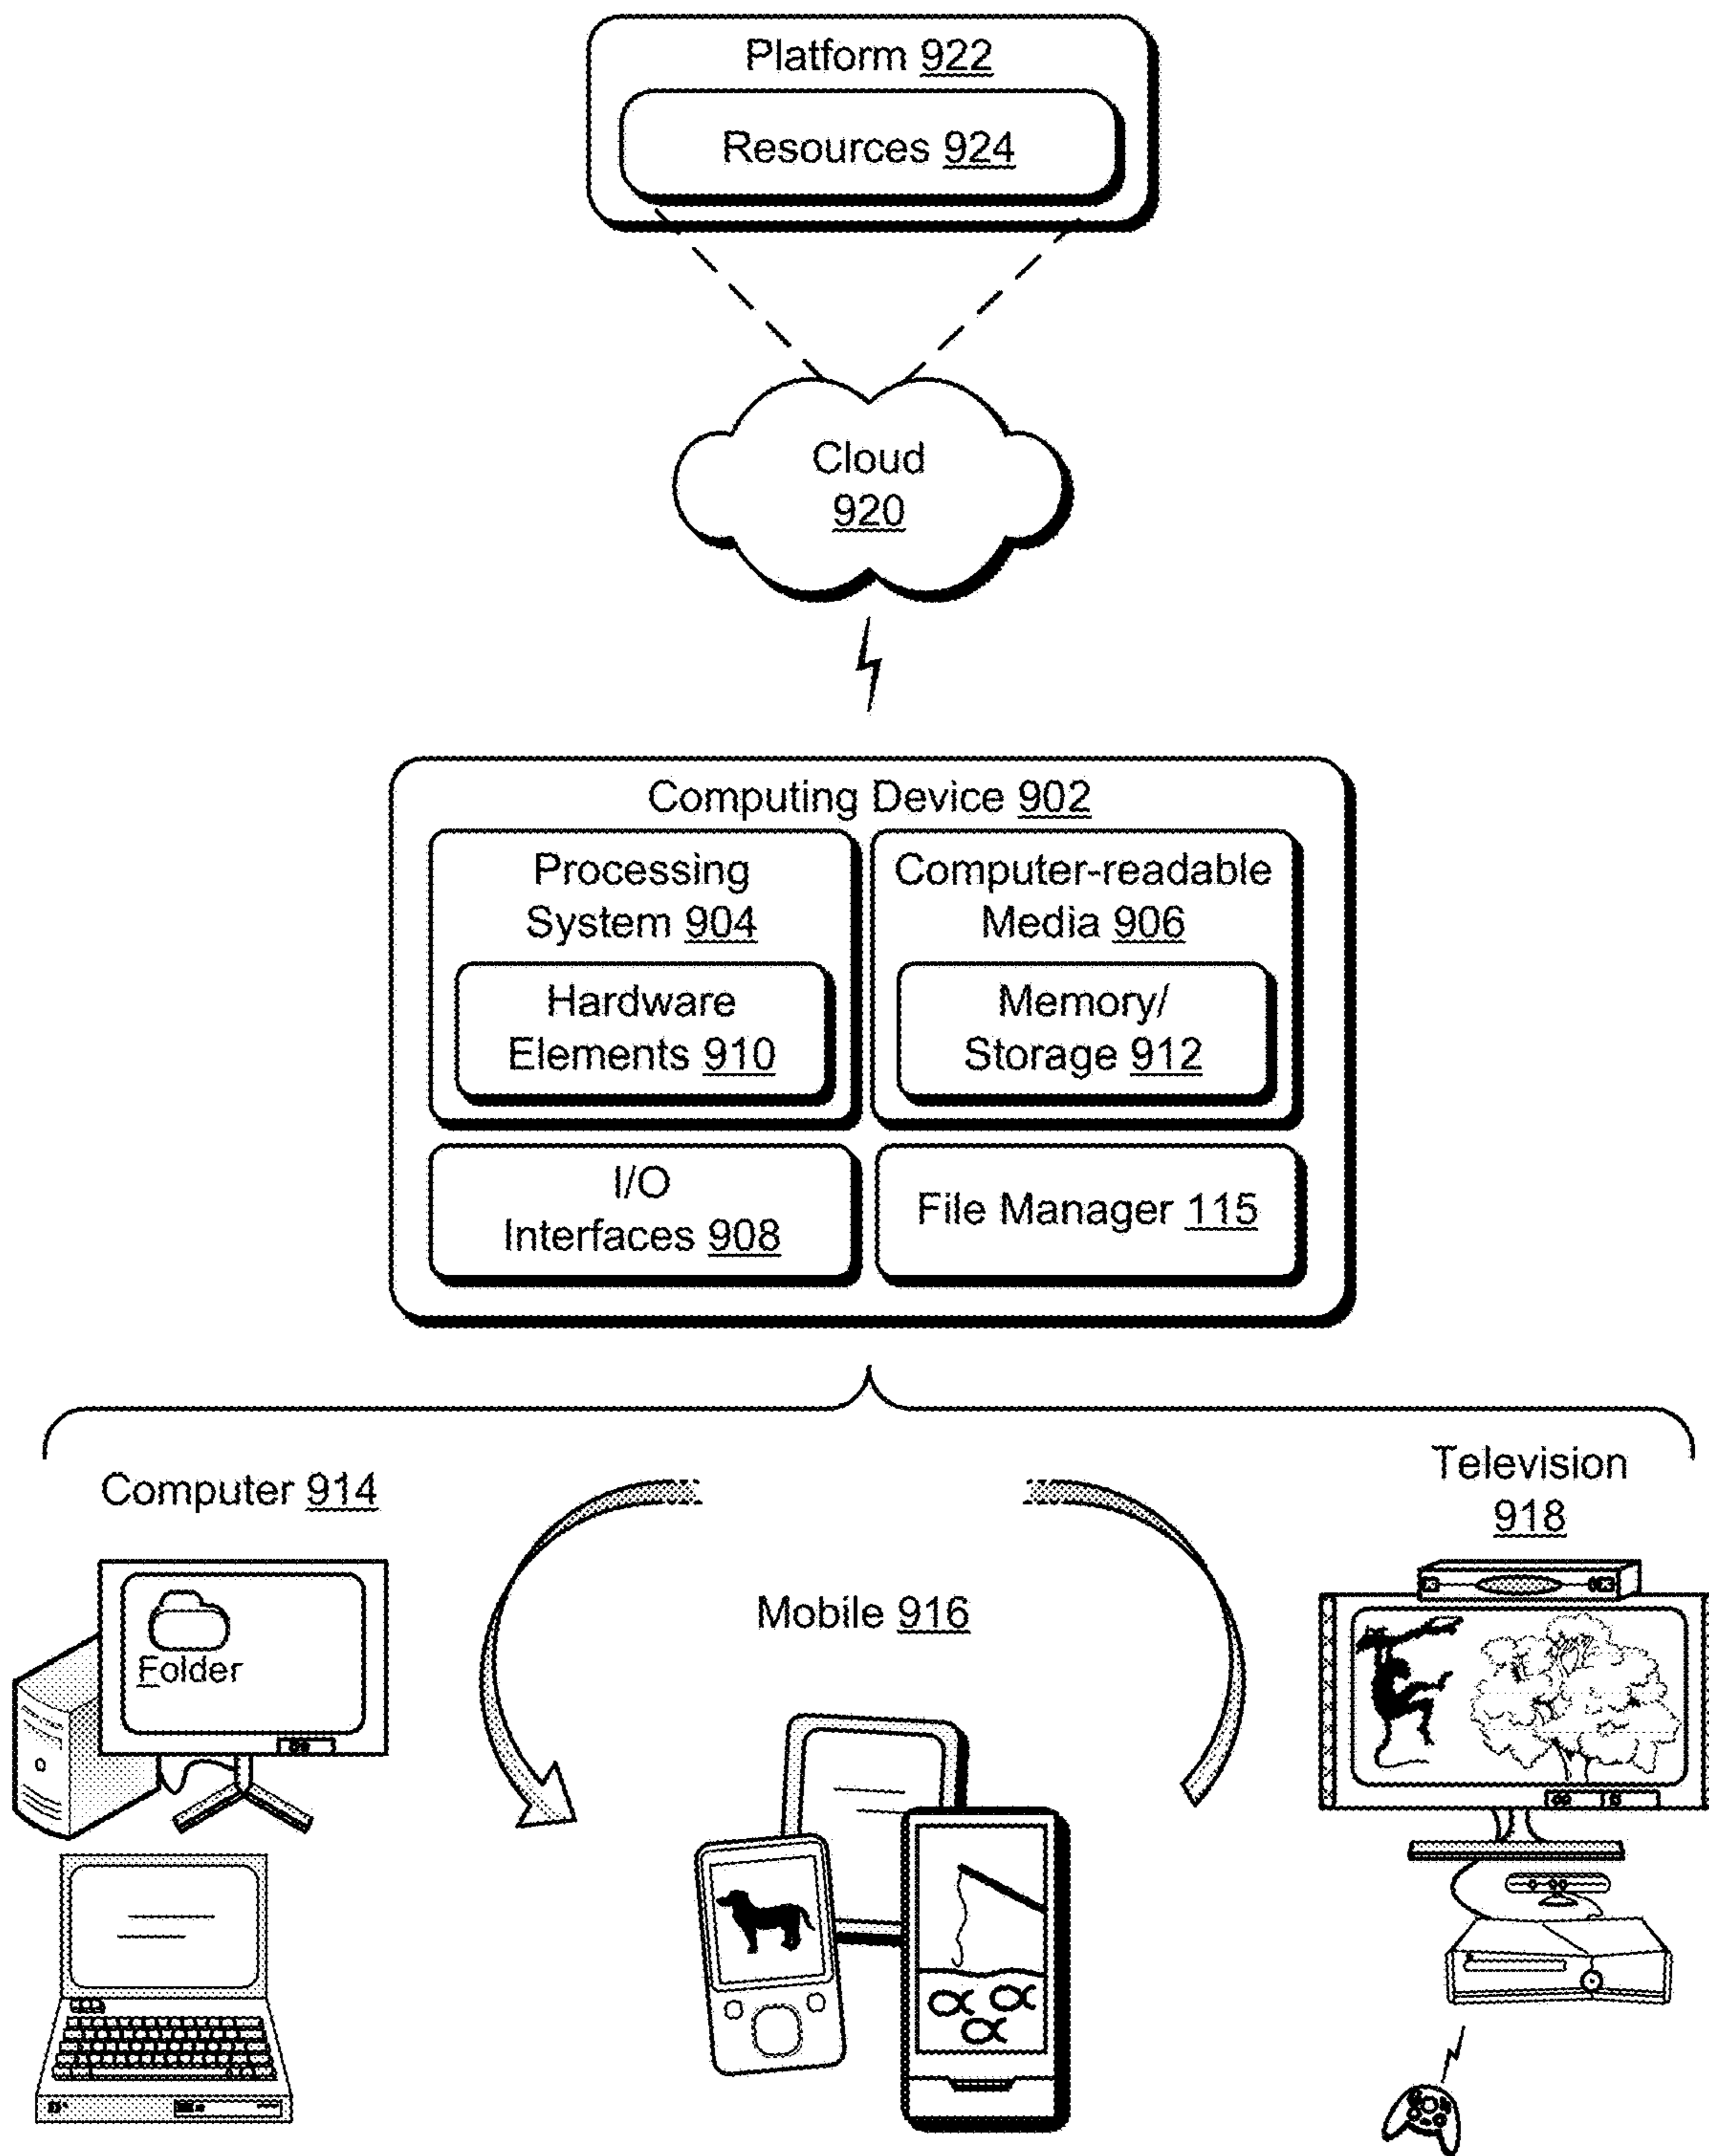 Platform 922
Resources 924
Cloud
920
Computing Device 902
Processing
System 904
Hardware
Elements 910
Computer-readable
Media 906
Memory/
Storage 912
I/O
Interfaces 908
File Manager 115
Computer 914
Folder
Mobile 916
Television
918